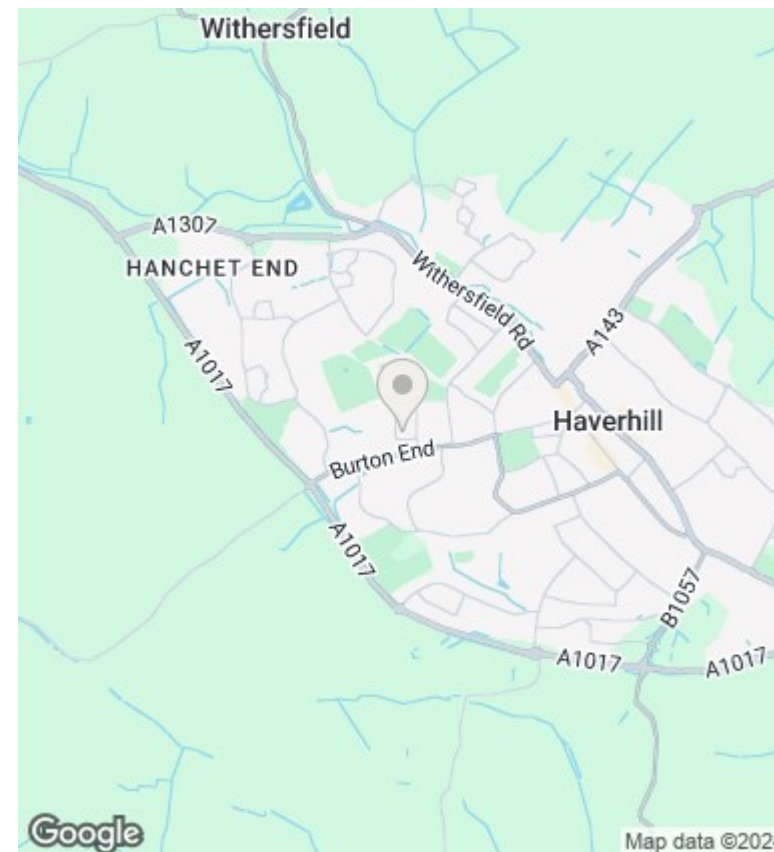 Withersfield
A1307
HANCHET END
Withersfield Rd
A143
A1017
Haverhill
Burton End
A1017
B1057
A1017
A1017
Google
Map data ©202